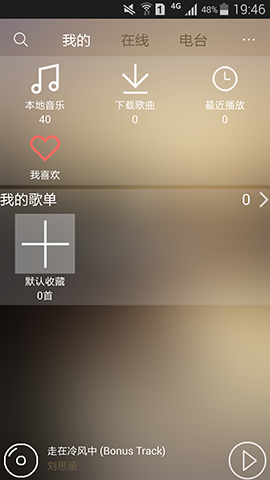 1 4G 48% 19:46
我的 在线 电台 ...
本地音乐 下载歌曲 最近播放
40 0 0
我喜欢
我的歌单 0
默认收藏
0首
走在冷风中 (Bonus Track)
刘思涵